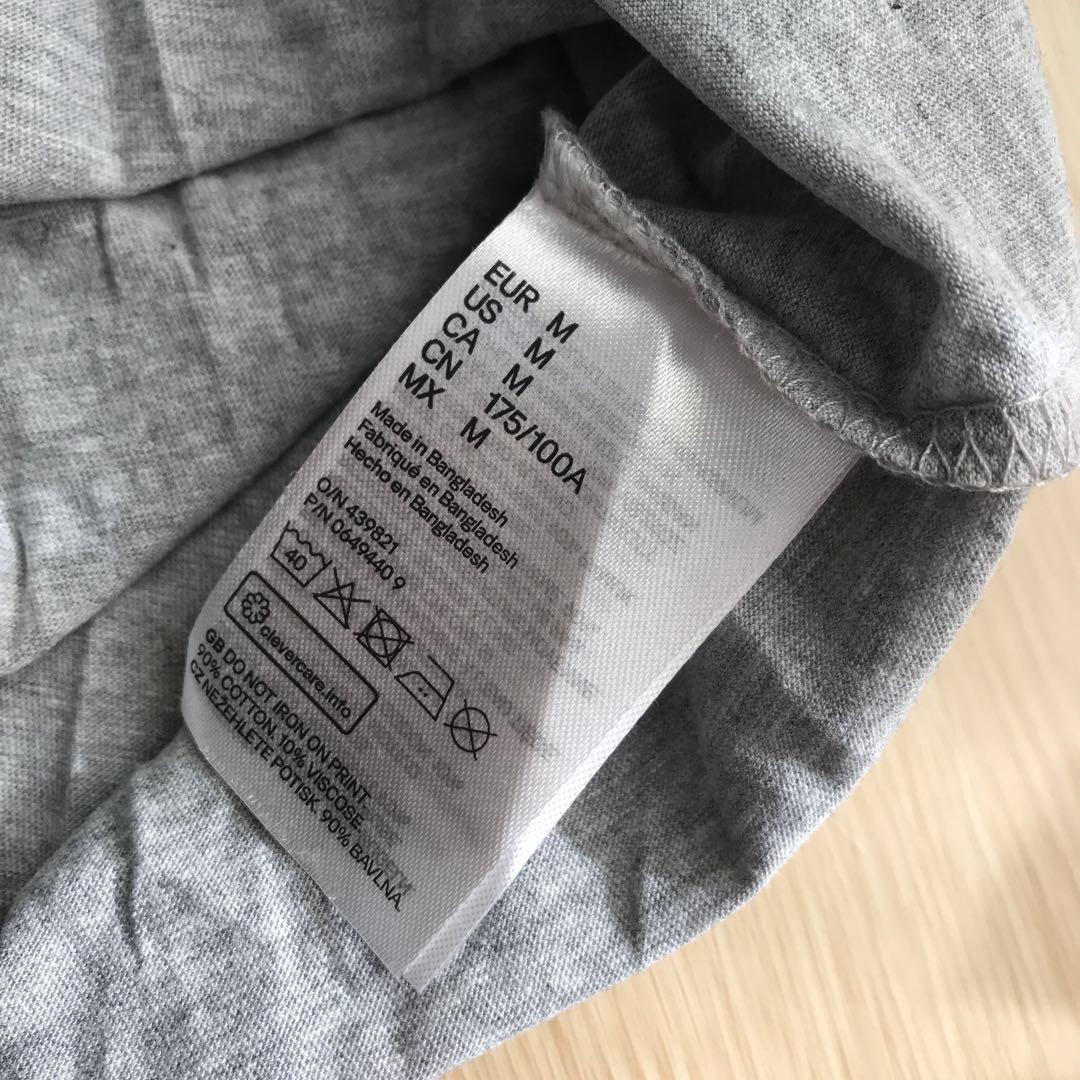 EUR M
US M
CA M
CN 175/100A
MX M
Made in Bangladesh
Fabriqué en Bangladesh
Hecho en Bangladesh
O/N 439821
P/N 0649440 9
40
clevercare.info
GB DO NOT IRON ON PRINT.
90% COTTON. 10% VISCOSE.
CZ NEŽEHLETE POTISK. 90% BAVLNA.